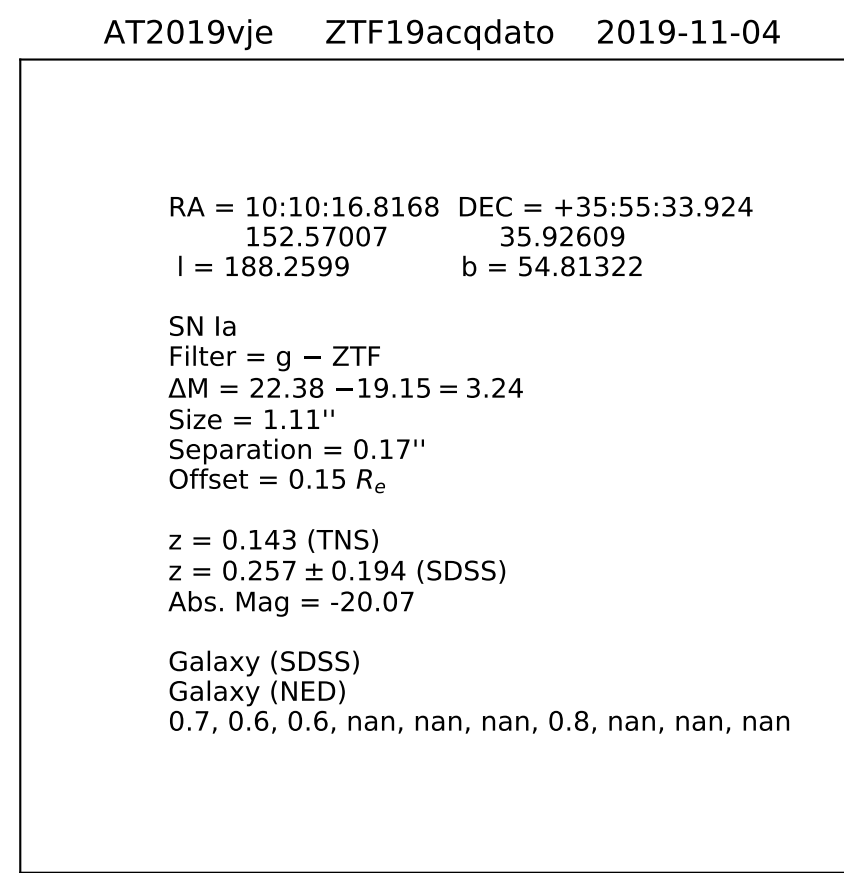 AT2019vje ZTF19acqdato 2019-11-04
RA = 10:10:16.8168 DEC = +35:55:33.924
152.57007 35.92609
l = 188.2599 b = 54.81322
SN Ia
Filter = g − ZTF
ΔM = 22.38 −19.15 = 3.24
Size = 1.11''
Separation = 0.17''
Offset = 0.15 Rₑ
z = 0.143 (TNS)
z = 0.257 ± 0.194 (SDSS)
Abs. Mag = -20.07
Galaxy (SDSS)
Galaxy (NED)
0.7, 0.6, 0.6, nan, nan, nan, 0.8, nan, nan, nan